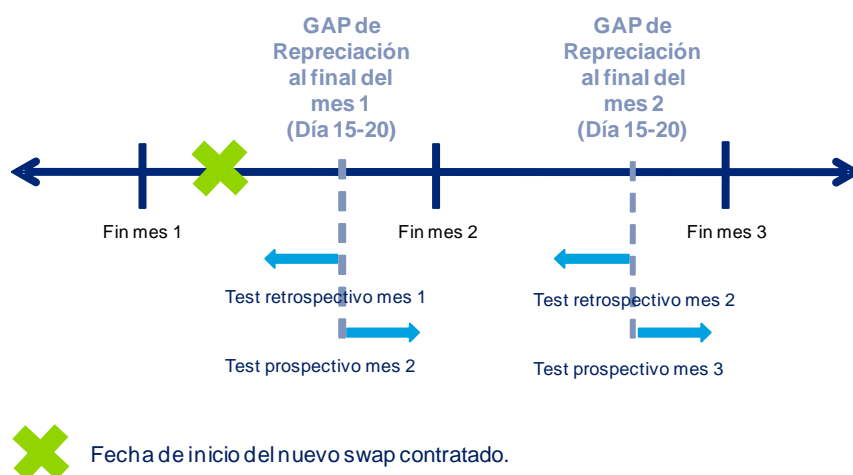 GAP de
Repreciación
al final del
mes 1
(Día 15-20)
GAP de
Repreciación
al final del
mes 2
(Día 15-20)
Fin mes 1
Fin mes 2
Fin mes 3
Test retrospectivo mes 1
Test retrospectivo mes 2
Test prospectivo mes 2
Test prospectivo mes 3
Fecha de inicio del nuevo swap contratado.